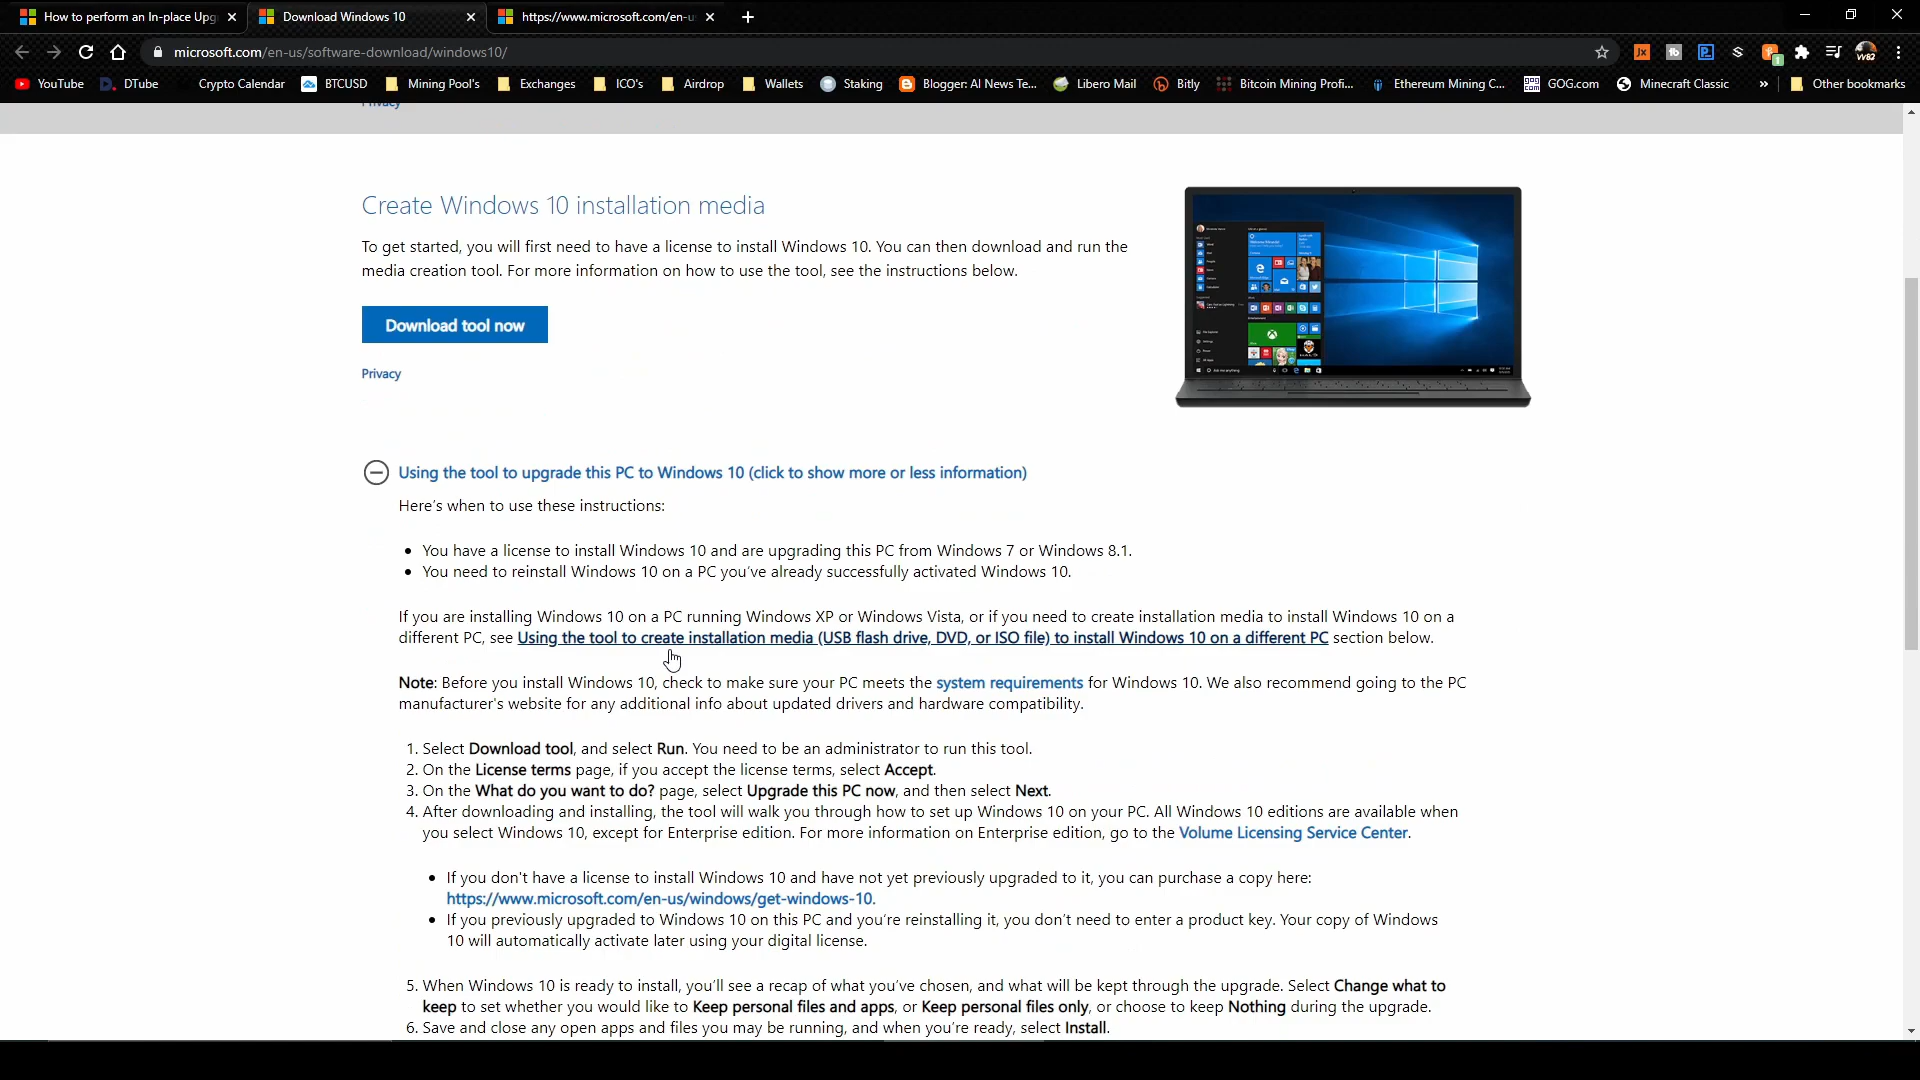 How to perform an In-place Upg
Download Windows 10
https://www.microsoft.com/en-u
microsoft.com/en-us/software-download/windows10/
YouTube
DTube
Crypto Calendar
BTCUSD
Mining Pool's
Exchanges
ICO's
Airdrop
Wallets
Staking
Blogger: AI News Te...
Libero Mail
Bitly
Bitcoin Mining Profi...
Ethereum Mining C...
GOG.com
Minecraft Classic
»
Other bookmarks
Privacy
Create Windows 10 installation media
To get started, you will first need to have a license to install Windows 10. You can then download and run the
media creation tool. For more information on how to use the tool, see the instructions below.
Download tool now
Privacy
Using the tool to upgrade this PC to Windows 10 (click to show more or less information)
Here's when to use these instructions:
• You have a license to install Windows 10 and are upgrading this PC from Windows 7 or Windows 8.1.
• You need to reinstall Windows 10 on a PC you've already successfully activated Windows 10.
If you are installing Windows 10 on a PC running Windows XP or Windows Vista, or if you need to create installation media to install Windows 10 on a
different PC, see Using the tool to create installation media (USB flash drive, DVD, or ISO file) to install Windows 10 on a different PC section below.
Note: Before you install Windows 10, check to make sure your PC meets the system requirements for Windows 10. We also recommend going to the PC
manufacturer's website for any additional info about updated drivers and hardware compatibility.
1. Select Download tool, and select Run. You need to be an administrator to run this tool.
2. On the License terms page, if you accept the license terms, select Accept.
3. On the What do you want to do? page, select Upgrade this PC now, and then select Next.
4. After downloading and installing, the tool will walk you through how to set up Windows 10 on your PC. All Windows 10 editions are available when
you select Windows 10, except for Enterprise edition. For more information on Enterprise edition, go to the Volume Licensing Service Center.
• If you don't have a license to install Windows 10 and have not yet previously upgraded to it, you can purchase a copy here:
https://www.microsoft.com/en-us/windows/get-windows-10.
• If you previously upgraded to Windows 10 on this PC and you're reinstalling it, you don't need to enter a product key. Your copy of Windows
10 will automatically activate later using your digital license.
5. When Windows 10 is ready to install, you'll see a recap of what you've chosen, and what will be kept through the upgrade. Select Change what to
keep to set whether you would like to Keep personal files and apps, or Keep personal files only, or choose to keep Nothing during the upgrade.
6. Save and close any open apps and files you may be running, and when you're ready, select Install.